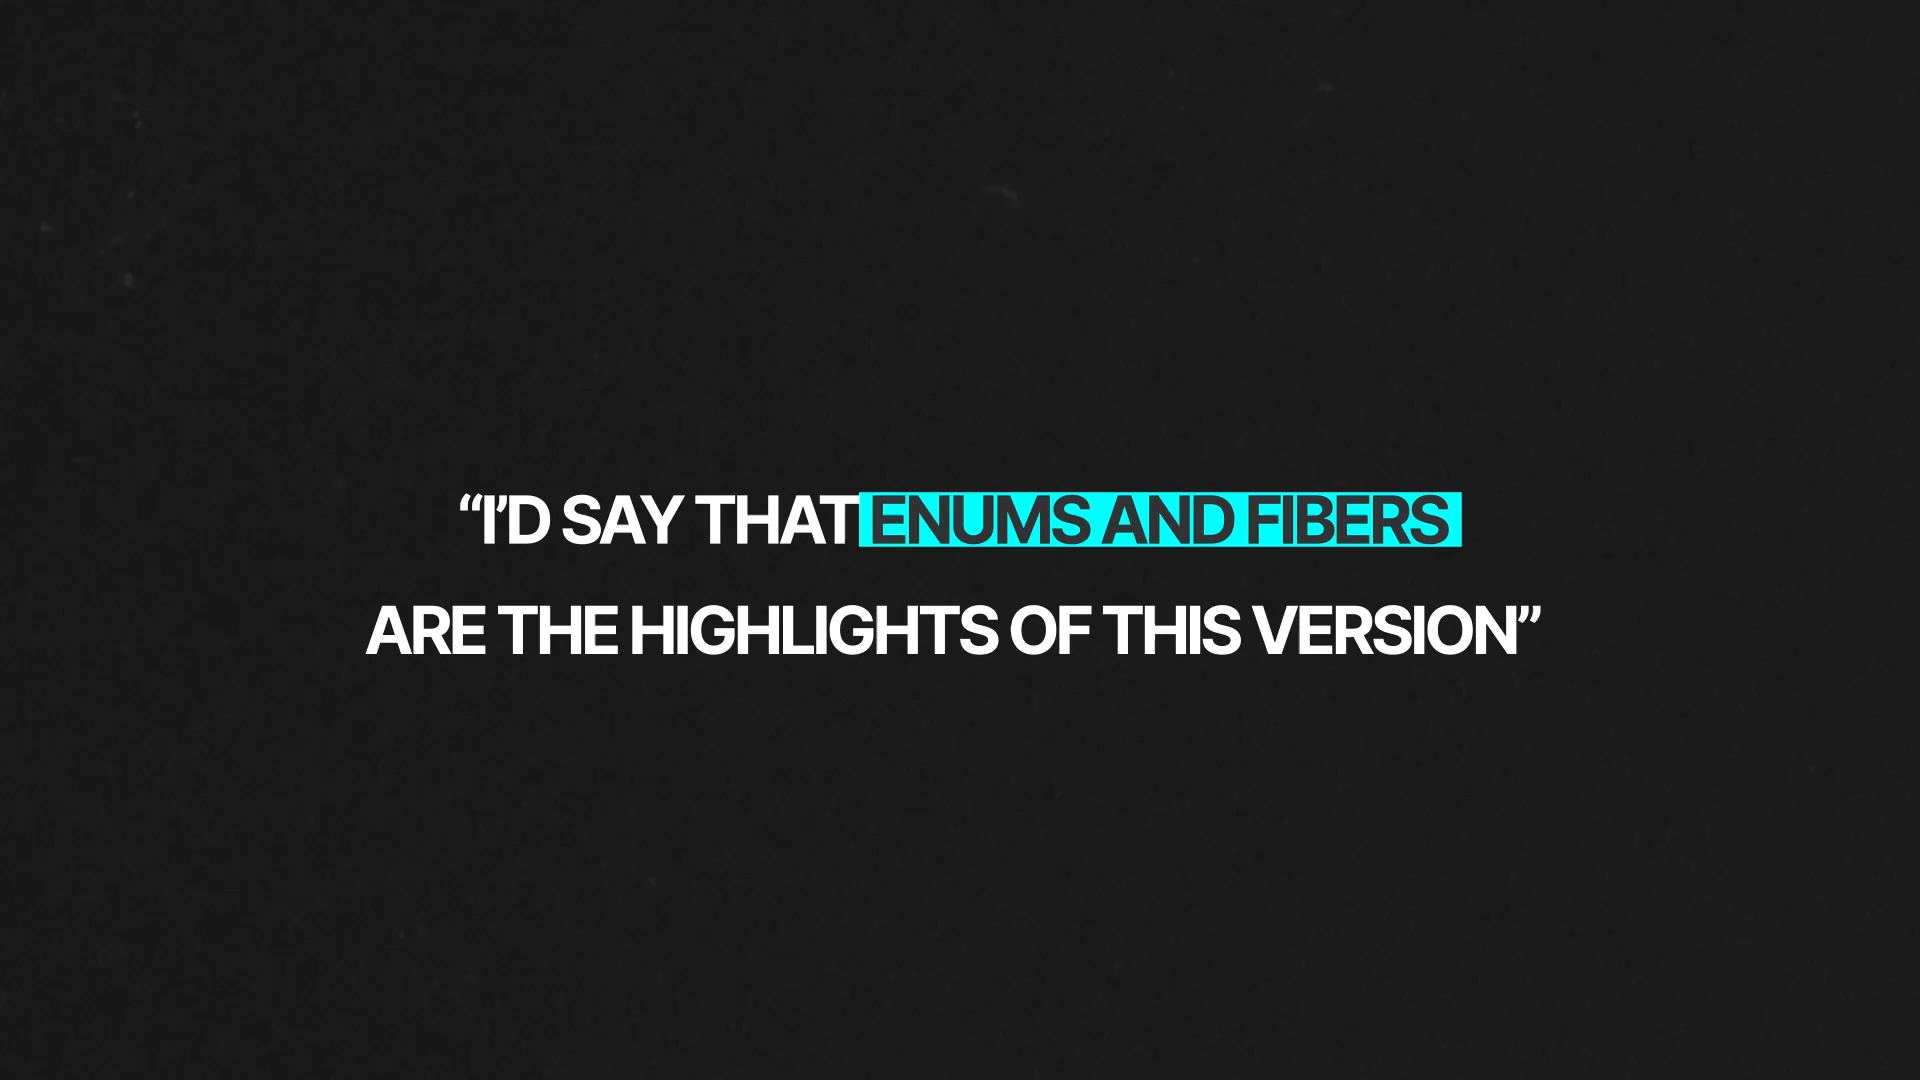 “I’D SAY THAT ENUMS AND FIBERS
ARE THE HIGHLIGHTS OF THIS VERSION”